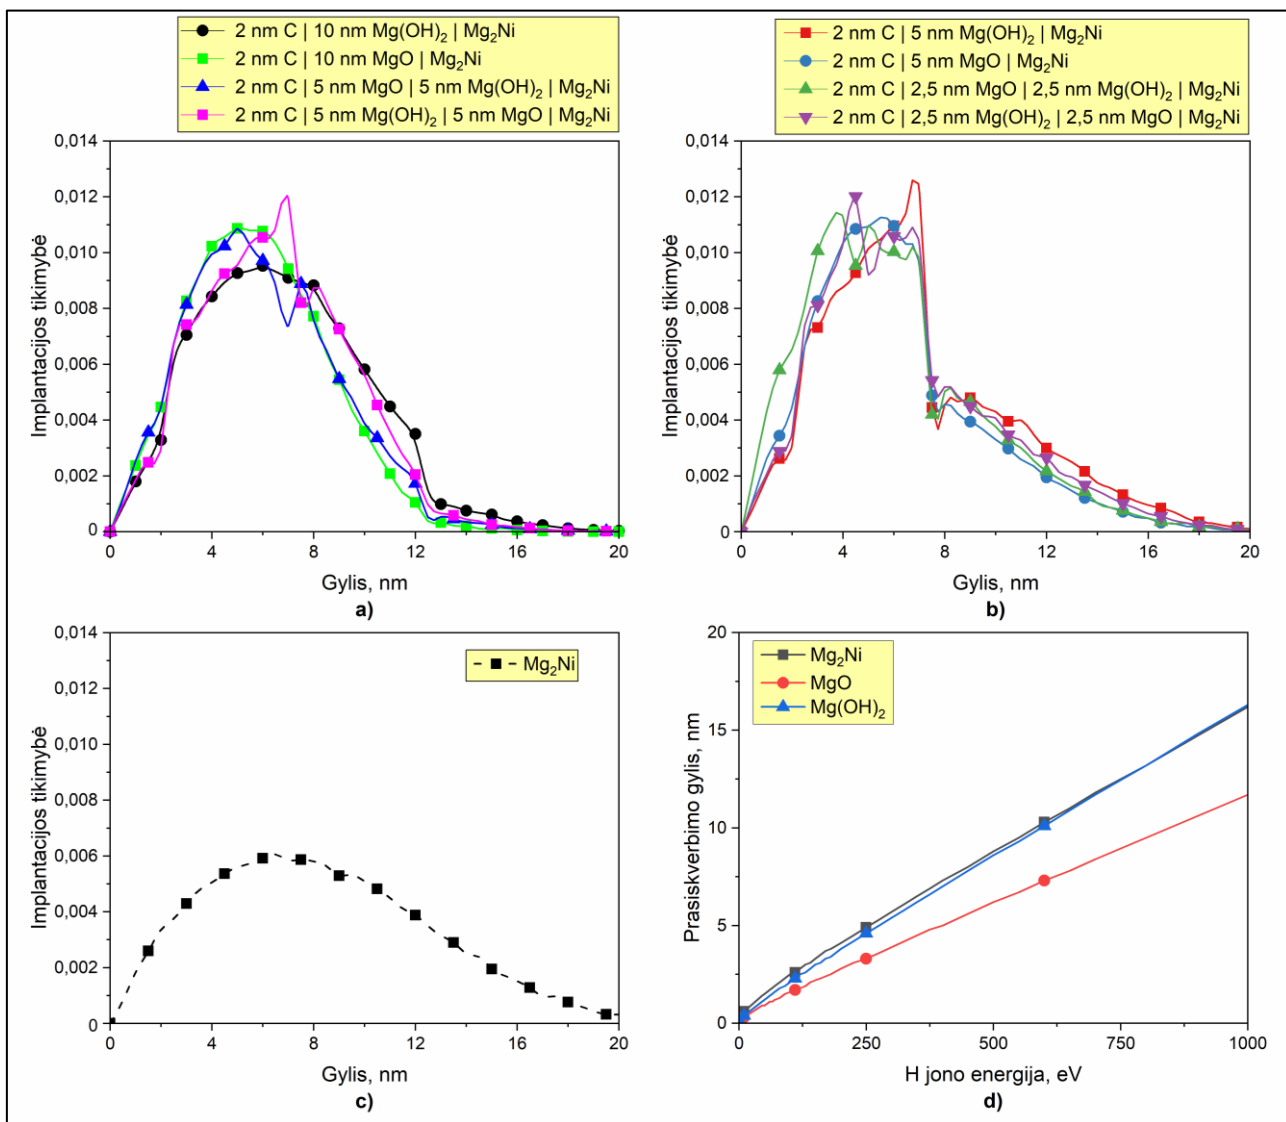 2 nm C | 10 nm Mg(OH)₂ | Mg₂Ni
2 nm C | 10 nm MgO | Mg₂Ni
2 nm C | 5 nm MgO | 5 nm Mg(OH)₂ | Mg₂Ni
2 nm C | 5 nm Mg(OH)₂ | 5 nm MgO | Mg₂Ni
0,014
0,012
0,010
0,008
0,006
0,004
0,002
0
Implantacijos tikimybė
0 4 8 12 16 20
Gylis, nm
a)
2 nm C | 5 nm Mg(OH)₂ | Mg₂Ni
2 nm C | 5 nm MgO | Mg₂Ni
2 nm C | 2,5 nm MgO | 2,5 nm Mg(OH)₂ | Mg₂Ni
2 nm C | 2,5 nm Mg(OH)₂ | 2,5 nm MgO | Mg₂Ni
0,014
0,012
0,010
0,008
0,006
0,004
0,002
0
Implantacijos tikimybė
0 4 8 12 16 20
Gylis, nm
b)
Mg₂Ni
0,014
0,012
0,010
0,008
0,006
0,004
0,002
0
Implantacijos tikimybė
0 4 8 12 16 20
Gylis, nm
c)
Mg₂Ni
MgO
Mg(OH)₂
20
15
10
5
0
Prasiskverbimo gylis, nm
0 250 500 750 1000
H jono energija, eV
d)